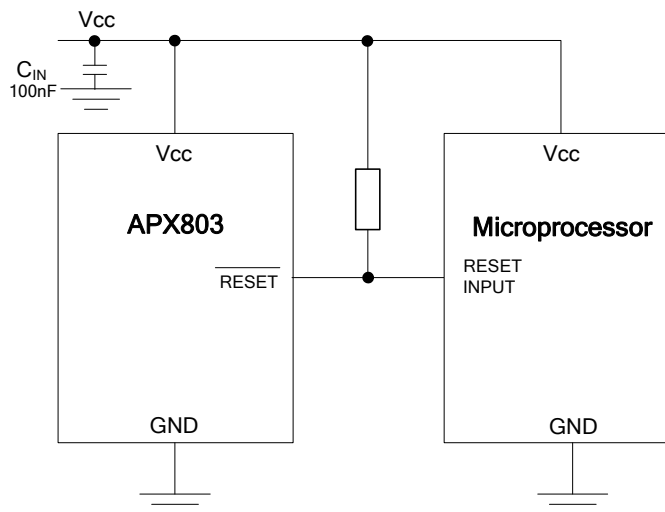 Vcc
CIN
100nF
Vcc
Vcc
APX803
Microprocessor
RESET
RESET
INPUT
GND
GND